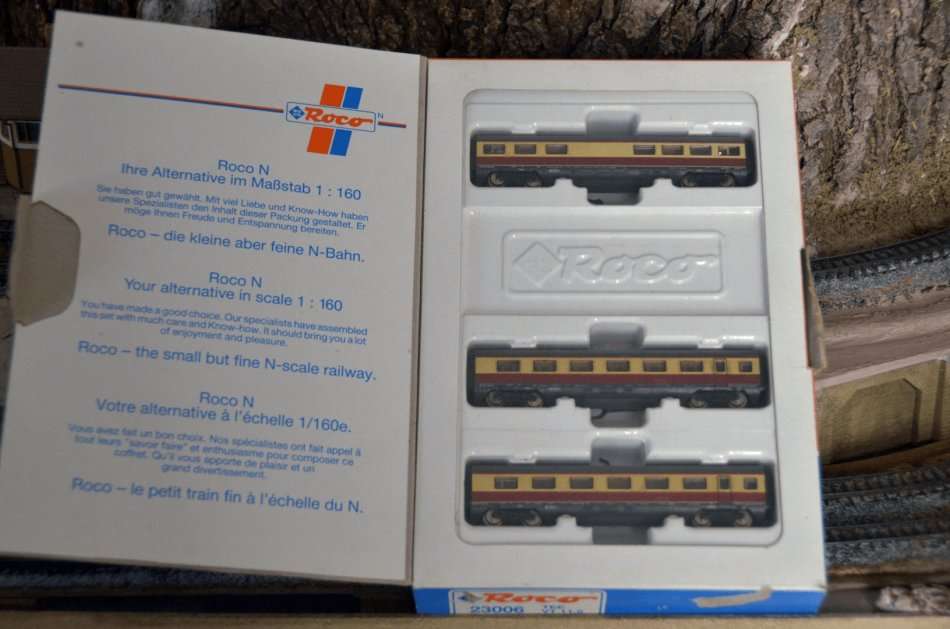 Roco N
Roco N
Ihre Alternative im Maßstab 1 : 160
Sie haben gut gewählt. Mit viel Liebe und Know-How haben
unsere Spezialisten den Inhalt dieser Packung gestaltet. Er
möge Ihnen Freude und Entspannung bereiten.
Roco – die kleine aber feine N-Bahn.
Roco N
Your alternative in scale 1 : 160
You have made a good choice. Our specialists have assembled
this set with much care and Know-how. It should bring you a lot
of enjoyment and pleasure.
Roco – the small but fine N-scale railway.
Roco N
Votre alternative à l'échelle 1/160e.
Vous avez fait un bon choix. Nos spécialistes ont fait appel à
tout leurs "savoir faire" et enthusiasme pour composer ce
coffret. Qu'il vous apporte de plaisir et un
grand divertissement.
Roco – le petit train fin à l'échelle du N.
Roco
Roco
23006 TEE
VT 11.5